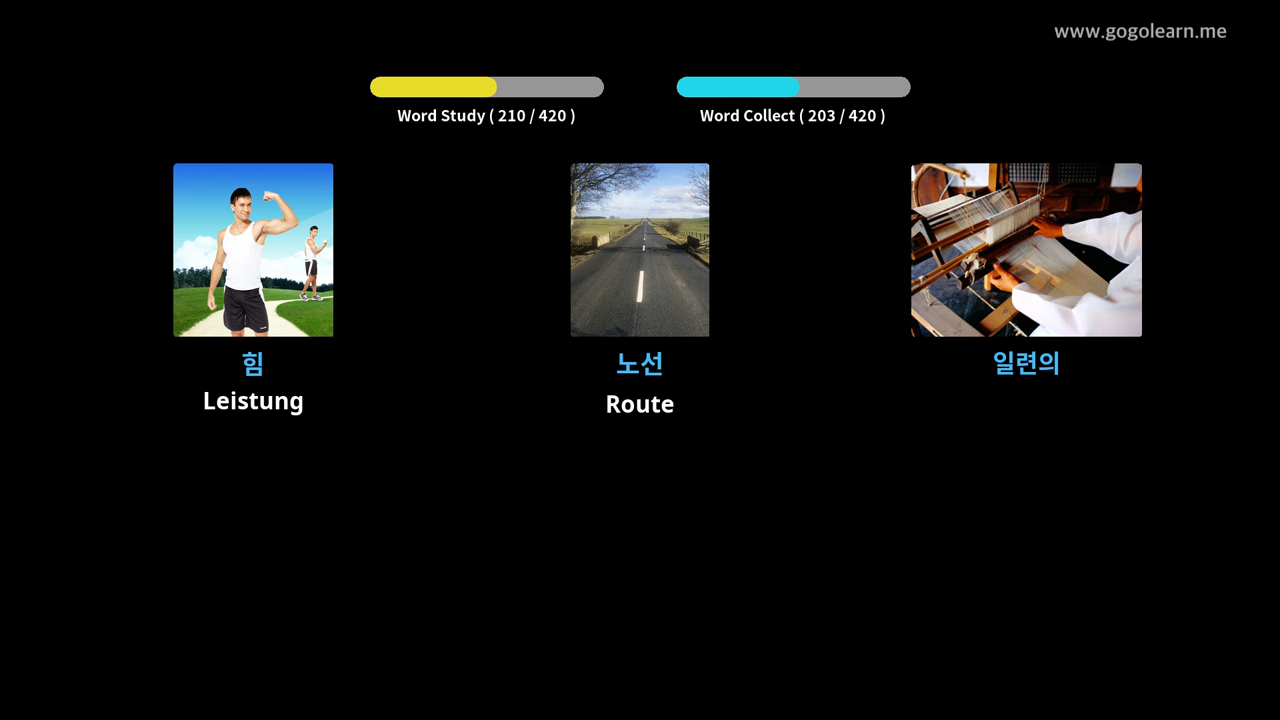 www.gogolearn.me
Word Study ( 210 / 420 )
Word Collect ( 203 / 420 )
힘
Leistung
노선
Route
일련의